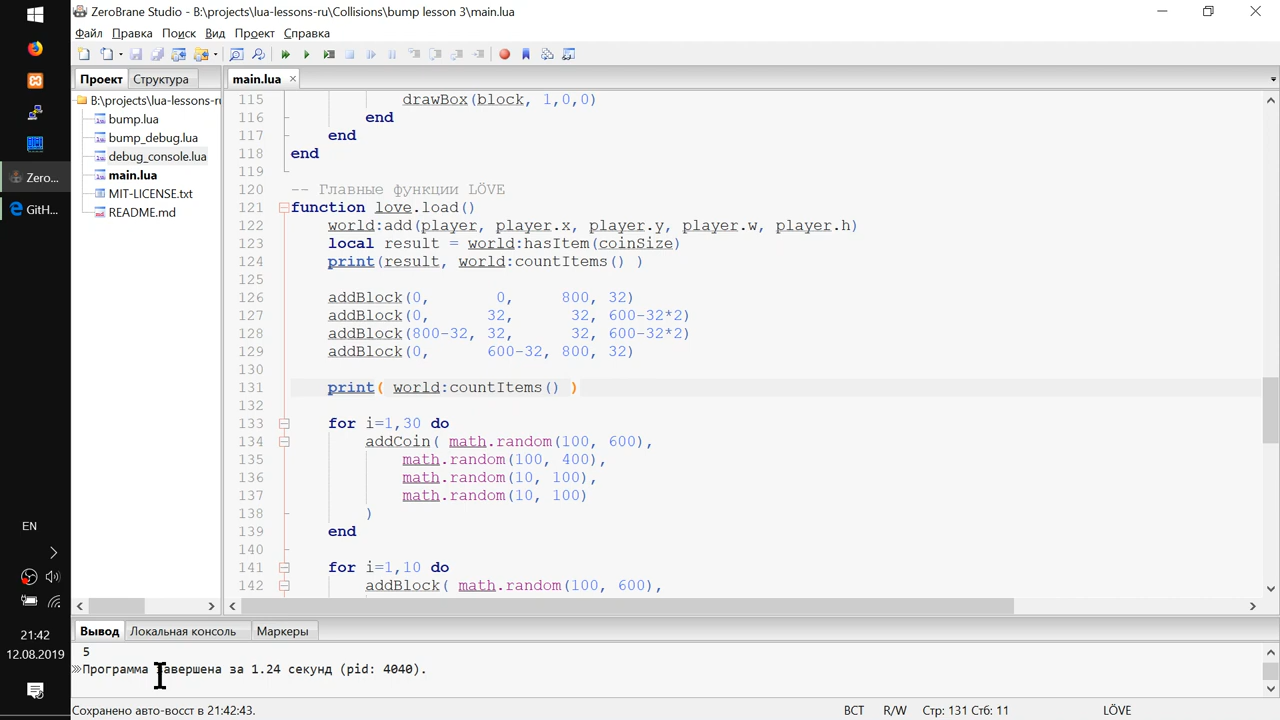 ZeroBrane Studio - B:\projects\lua-lessons-ru\Collisions\bump lesson 3\main.lua
Файл Правка Поиск Вид Проект Справка
Проект Структура
main.lua
B:\projects\lua-lessons-ru
bump.lua
bump_debug.lua
debug_console.lua
main.lua
MIT-LICENSE.txt
README.md
115 drawBox(block, 1,0,0)
116 end
117 end
118 end
119
120 -- Главные функции LÖVE
121 function love.load()
122 world:add(player, player.x, player.y, player.w, player.h)
123 local result = world:hasItem(coinSize)
124 print(result, world:countItems() )
125
126 addBlock(0, 0, 800, 32)
127 addBlock(0, 32, 32, 600-32*2)
128 addBlock(800-32, 32, 32, 600-32*2)
129 addBlock(0, 600-32, 800, 32)
130
131 print( world:countItems() )
132
133 for i=1,30 do
134 addCoin( math.random(100, 600),
135 math.random(100, 400),
136 math.random(10, 100),
137 math.random(10, 100)
138 )
139 end
140
141 for i=1,10 do
142 addBlock( math.random(100, 600),
Zero...
GitH...
EN
21:42
12.08.2019
Вывод Локальная консоль Маркеры
5
Программа завершена за 1.24 секунд (pid: 4040).
Сохранено авто-восст в 21:42:43.
ВСТ R/W Стр: 131 Стб: 11 LÖVE